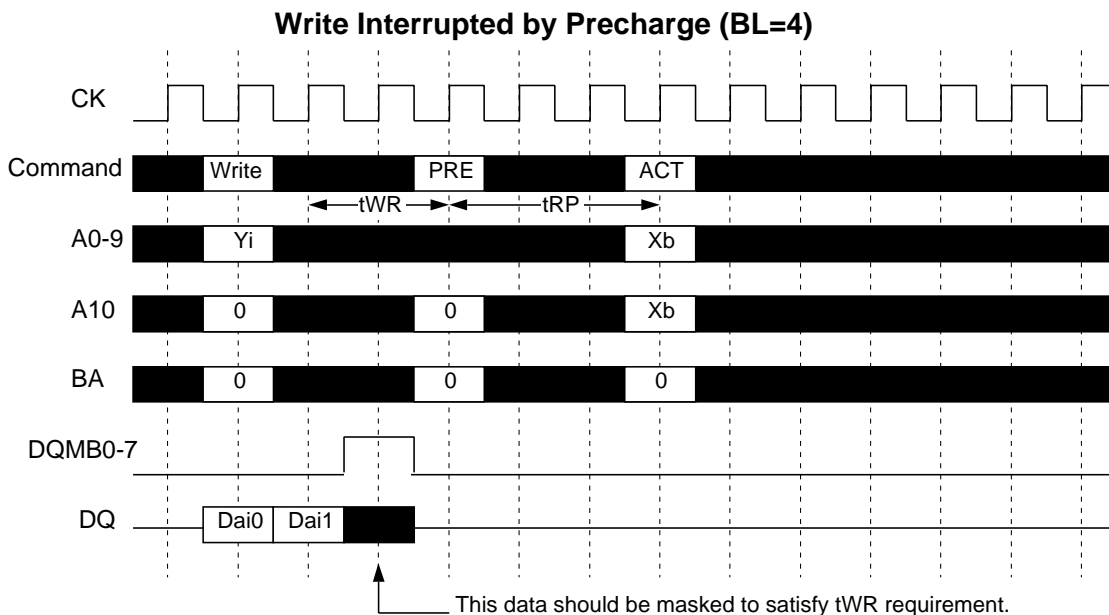 Write Interrupted by Precharge (BL=4)
CK
Command Write PRE ACT
tWR tRP
A0-9 Yi Xb
A10 0 0 Xb
BA 0 0 0
DQMB0-7
DQ Dai0 Dai1
This data should be masked to satisfy tWR requirement.